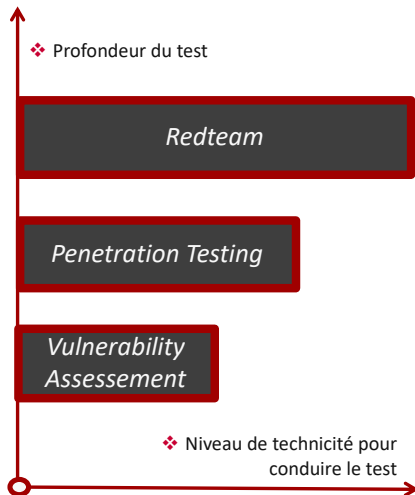 ❖ Profondeur du test
Redteam
Penetration Testing
Vulnerability
Assessement
❖ Niveau de technicité pour
conduire le test